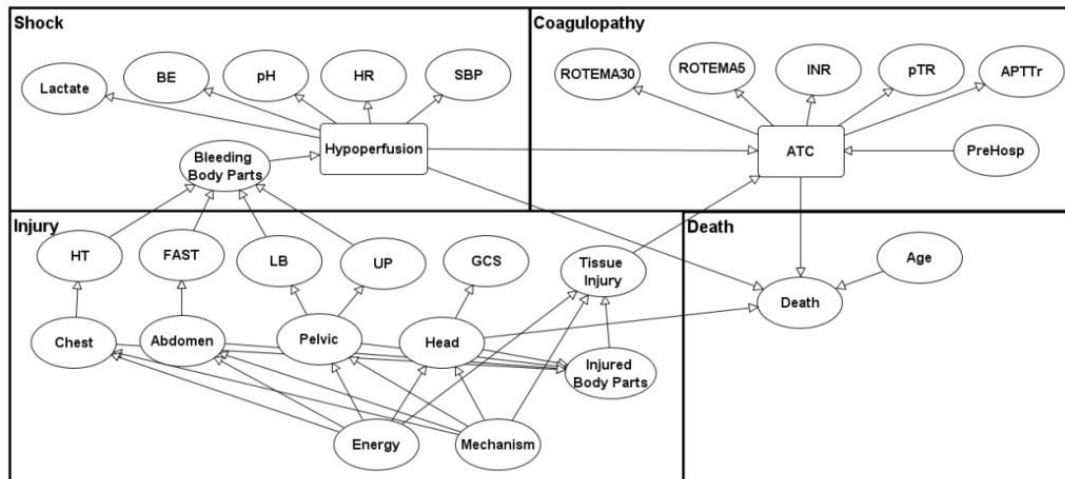 Shock
Coagulopathy
Lactate
BE
pH
HR
SBP
ROTEMA30
ROTEMA5
INR
pTR
APTTr
Bleeding
Body Parts
Hypoperfusion
ATC
PreHosp
Injury
Death
HT
FAST
LB
UP
GCS
Tissue
Injury
Age
Death
Chest
Abdomen
Pelvic
Head
Injured
Body Parts
Energy
Mechanism